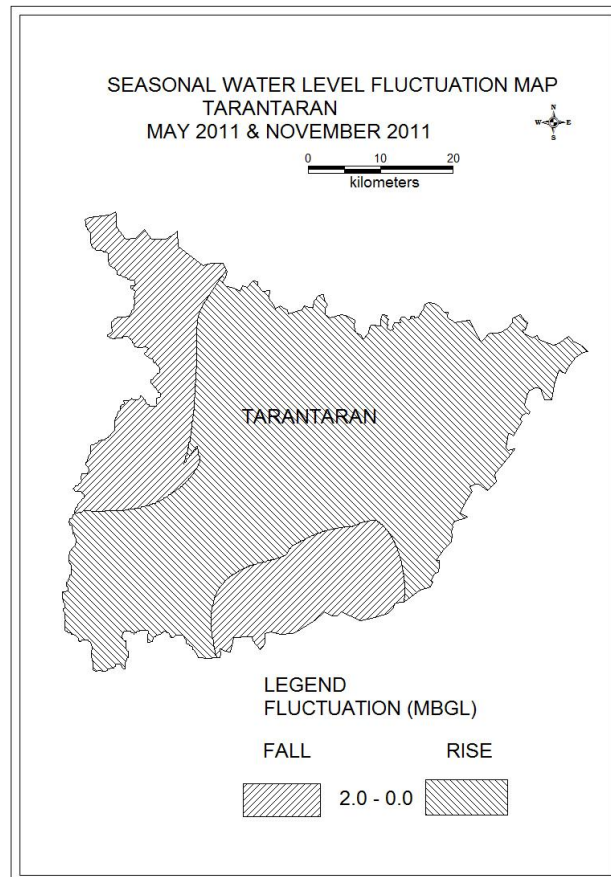 SEASONAL WATER LEVEL FLUCTUATION MAP
TARANTARAN
MAY 2011 & NOVEMBER 2011
N
W E
S
0 10 20
kilometers
TARANTARAN
LEGEND
FLUCTUATION (MBGL)
FALL RISE
2.0 - 0.0